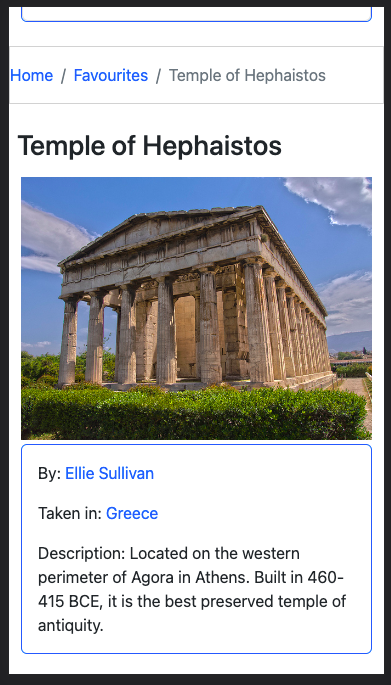 Home / Favourites / Temple of Hephaistos
Temple of Hephaistos
By: Ellie Sullivan
Taken in: Greece
Description: Located on the western
perimeter of Agora in Athens. Built in 460-
415 BCE, it is the best preserved temple of
antiquity.